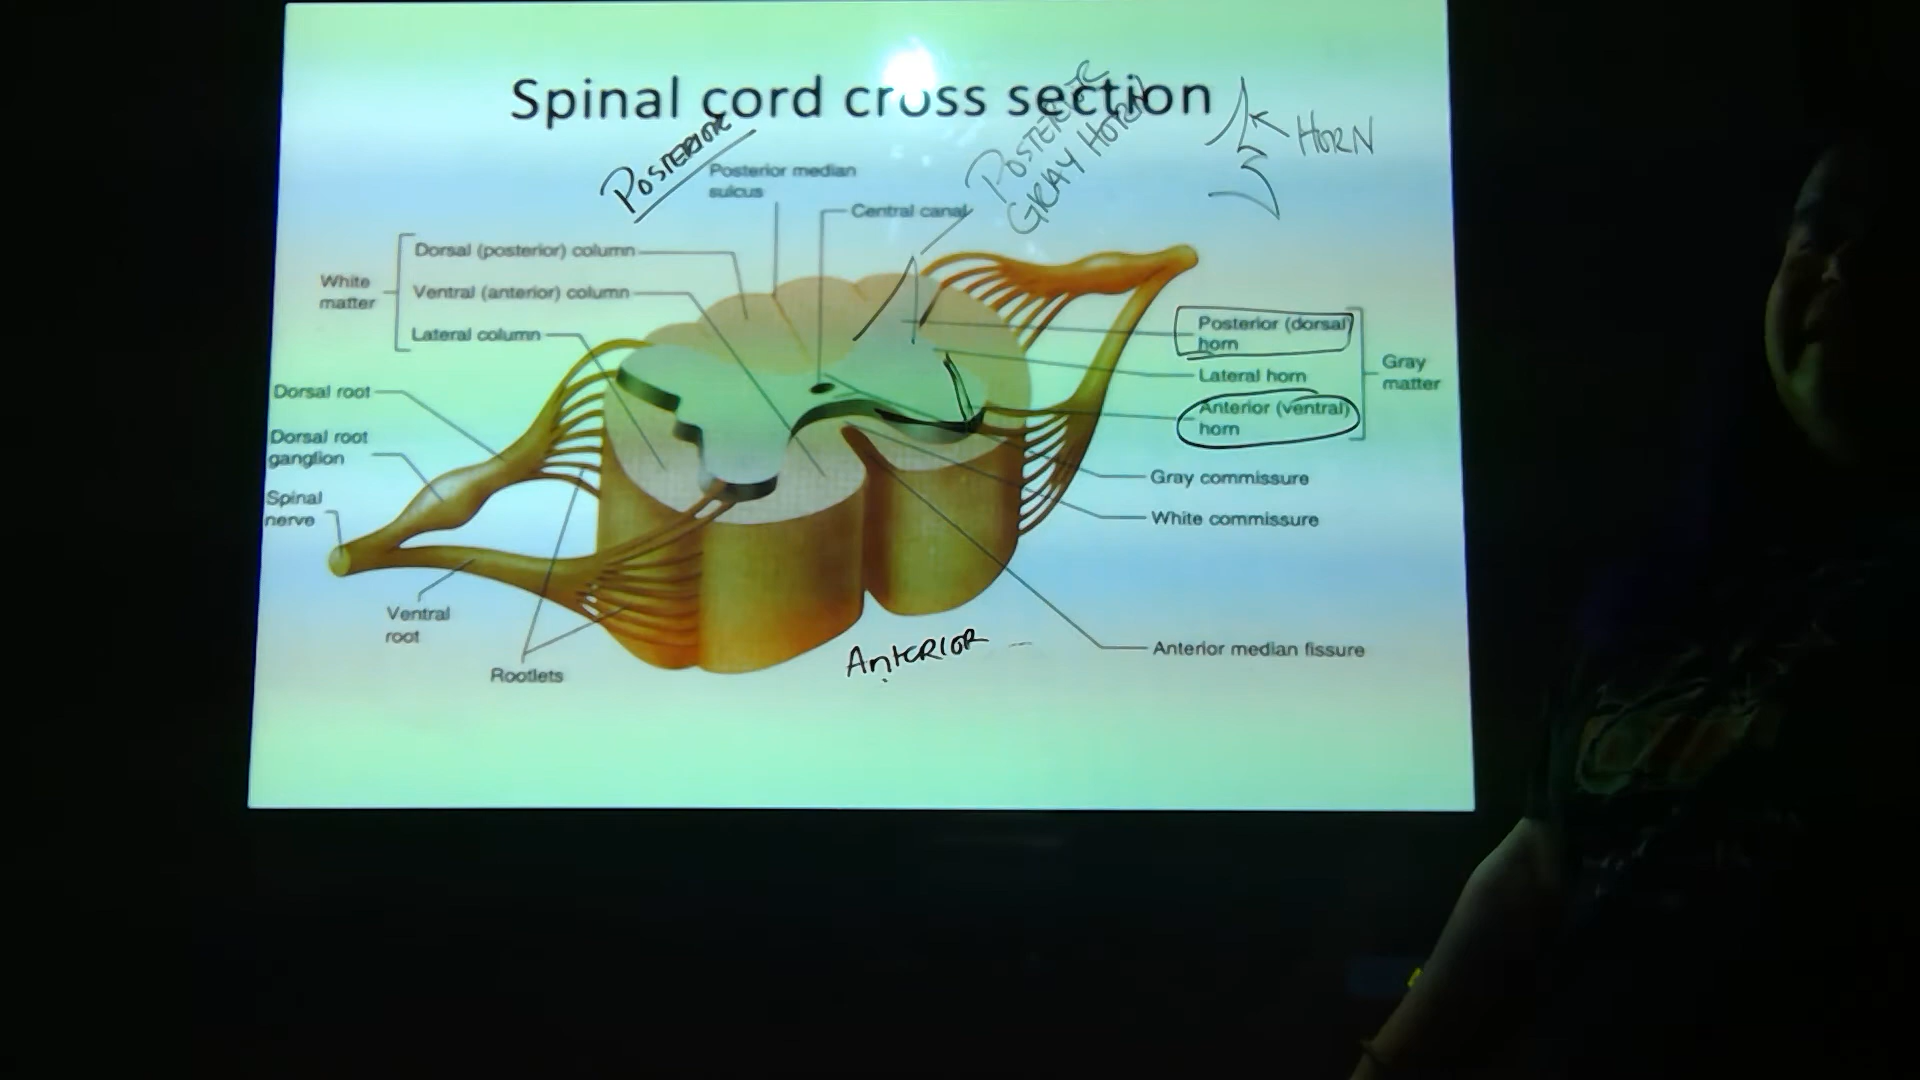 Spinal cord cross section
POSTERIOR
POSTERIOR
GRAY HORN
HORN
Posterior median
sulcus
Central canal
Dorsal (posterior) column
Ventral (anterior) column
Lateral column
White
matter
Dorsal root
Dorsal root
ganglion
Spinal
nerve
Ventral
root
Rootlets
Posterior (dorsal)
horn
Lateral horn
Anterior (ventral)
horn
Gray
matter
Gray commissure
White commissure
Anterior median fissure
ANTERIOR